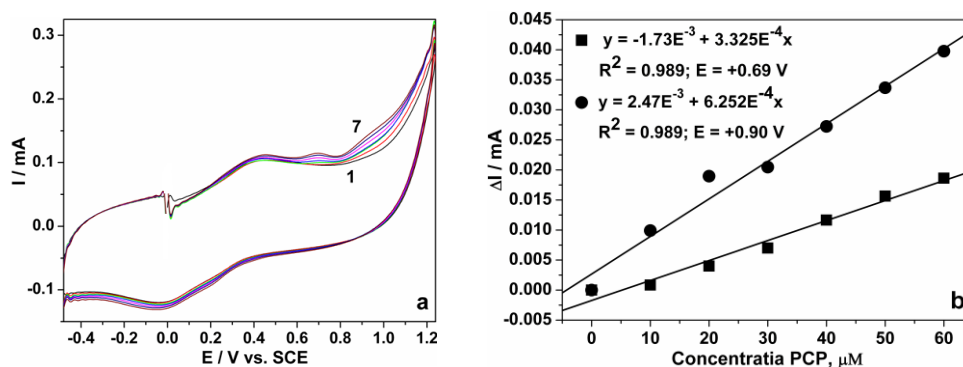 0.3
0.2
0.1
0.0
-0.1
I / mA
7
1
a
-0.4 -0.2 0.0 0.2 0.4 0.6 0.8 1.0 1.2
E / V vs. SCE
0.045
0.040
0.035
0.030
0.025
0.020
0.015
0.010
0.005
0.000
-0.005
ΔI / mA
y = -1.73E⁻³ + 3.325E⁻⁴x
R² = 0.989; E = +0.69 V
y = 2.47E⁻³ + 6.252E⁻⁴x
R² = 0.989; E = +0.90 V
b
0 10 20 30 40 50 60
Concentratia PCP, μM